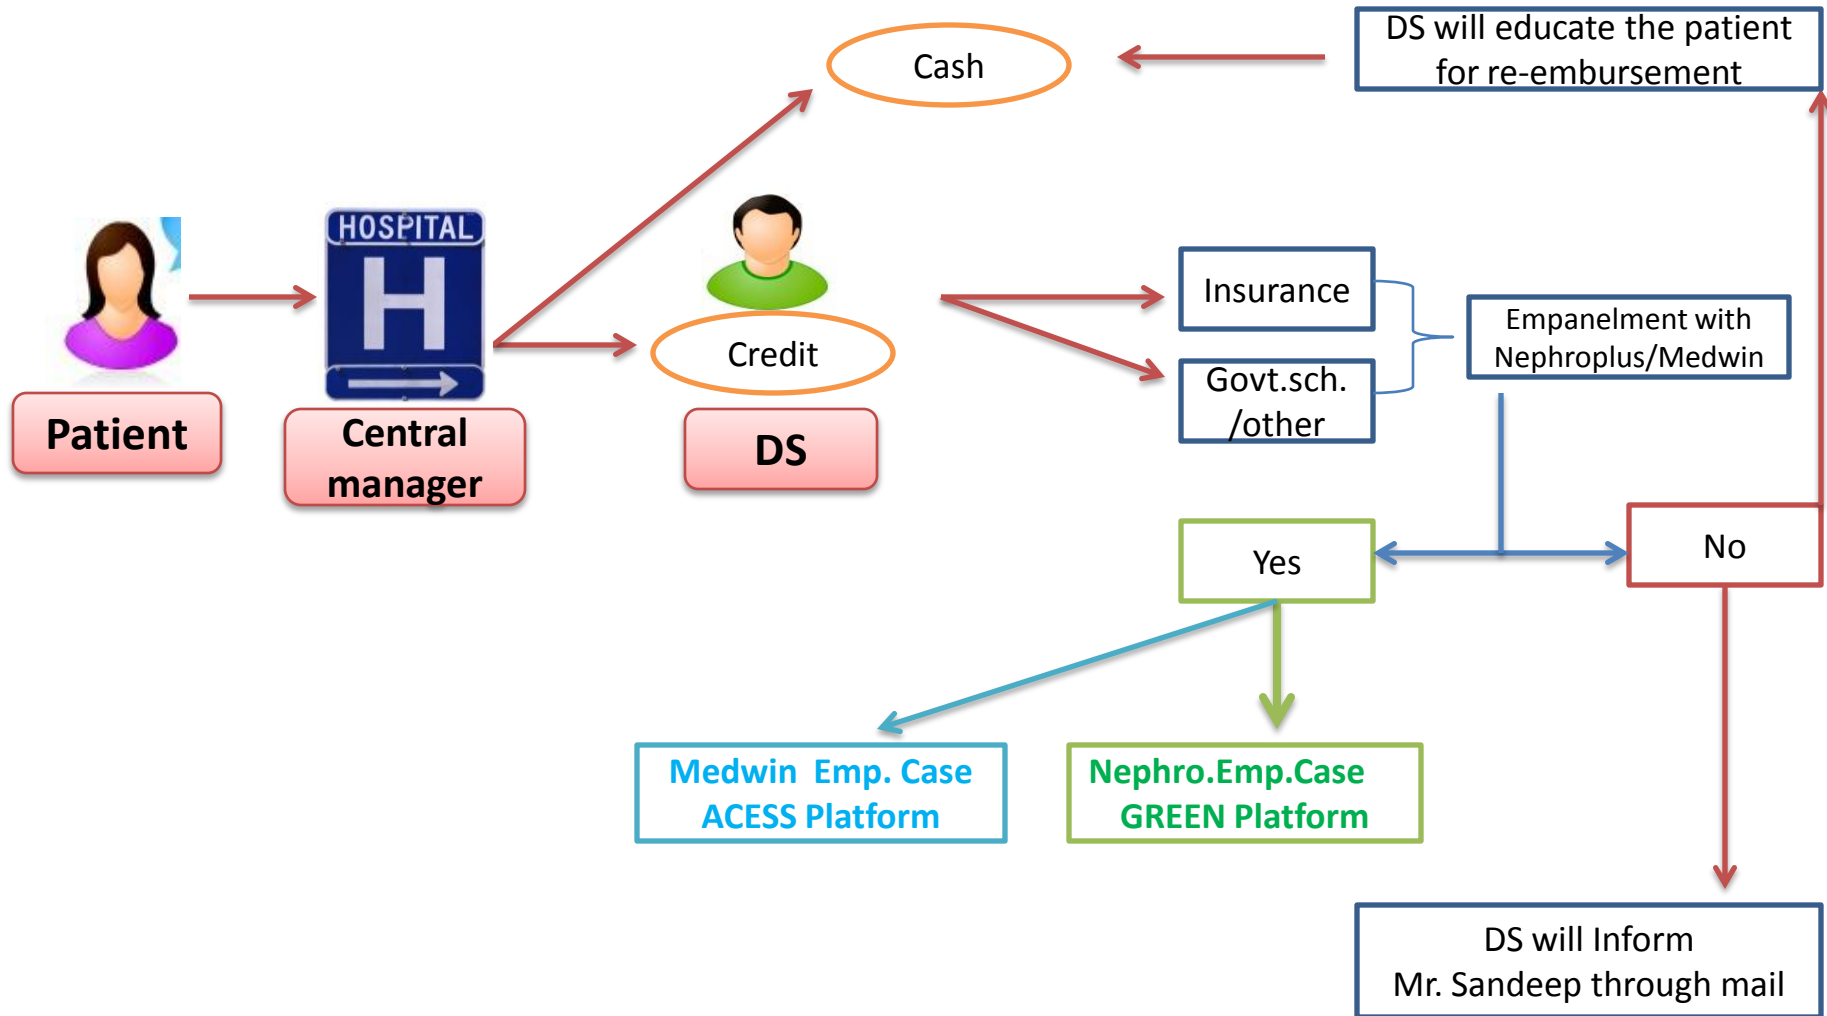 DS will educate the patient
for re-embursement
Cash
HOSPITAL
H
Patient
Central
manager
Credit
DS
Insurance
Govt.sch.
/other
Empanelment with
Nephroplus/Medwin
Yes
No
Medwin Emp. Case
ACESS Platform
Nephro.Emp.Case
GREEN Platform
DS will Inform
Mr. Sandeep through mail